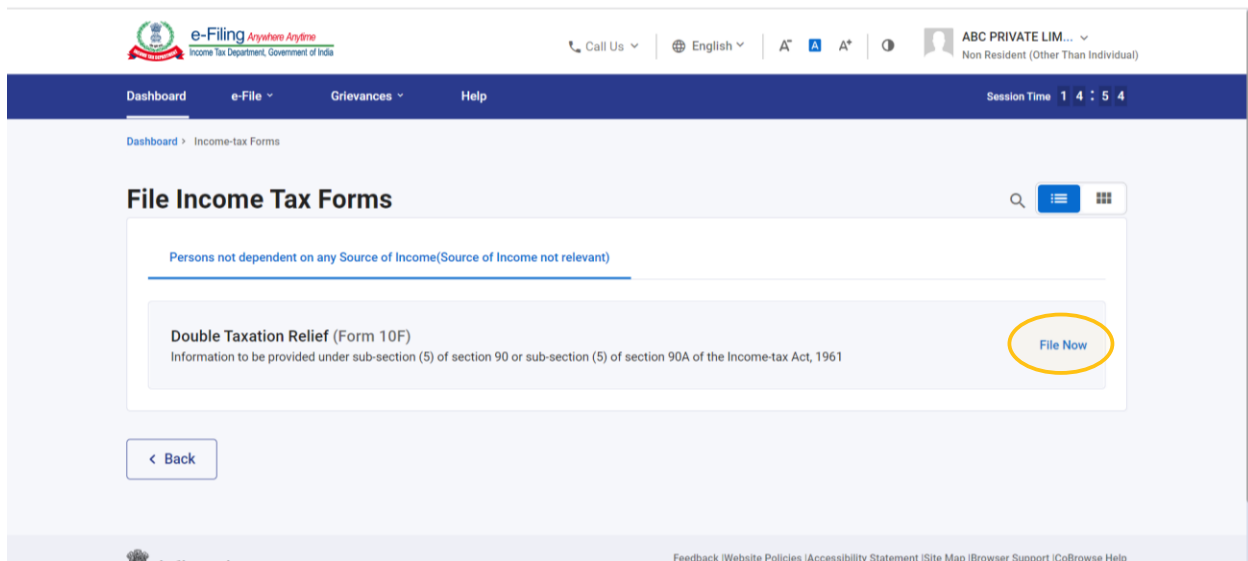 e-Filing Anywhere Anytime
Income Tax Department, Government of India
Call Us
English
A- A A+
ABC PRIVATE LIM...
Non Resident (Other Than Individual)
Dashboard e-File Grievances Help Session Time 1 4 : 5 4
Dashboard > Income-tax Forms
File Income Tax Forms
Persons not dependent on any Source of Income(Source of Income not relevant)
Double Taxation Relief (Form 10F)
Information to be provided under sub-section (5) of section 90 or sub-section (5) of section 90A of the Income-tax Act, 1961
File Now
< Back
Feedback |Website Policies |Accessibility Statement |Site Map |Browser Support |CoBrowse Help